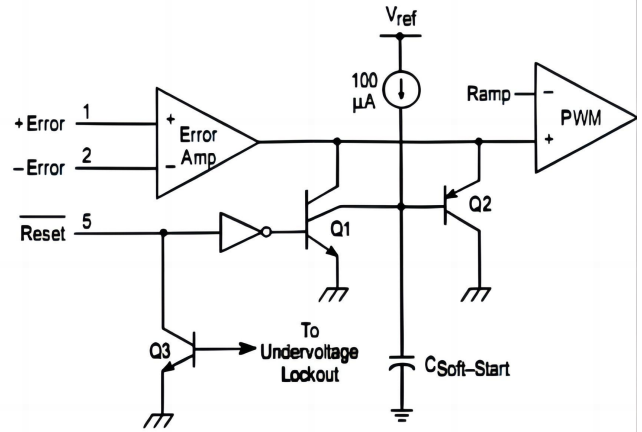 Vref
100
µA
Ramp
−
PWM
+
+ Error
1
+
Error
Amp
− Error
2
−
Reset
5
Q1
Q2
Q3
To
Undervoltage
Lockout
CSoft–Start